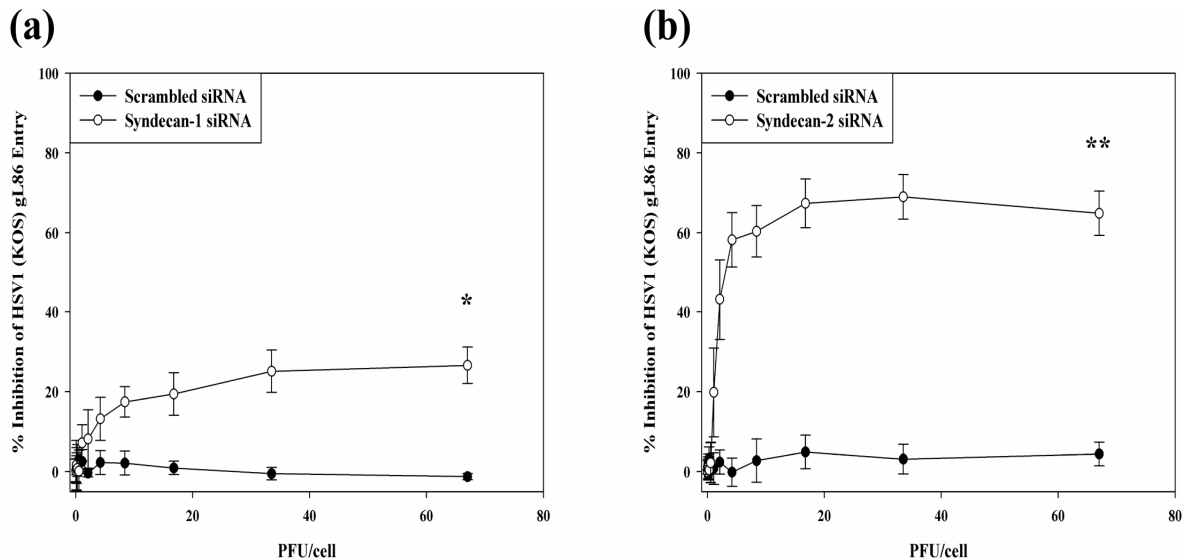 (a)
% Inhibition of HSV1 (KOS) gL86 Entry
100
80
60
40
20
0
Scrambled siRNA
Syndecan-1 siRNA
*
0 20 40 60 80
PFU/cell
(b)
% Inhibition of HSV1 (KOS) gL86 Entry
100
80
60
40
20
0
Scrambled siRNA
Syndecan-2 siRNA
**
0 20 40 60 80
PFU/cell